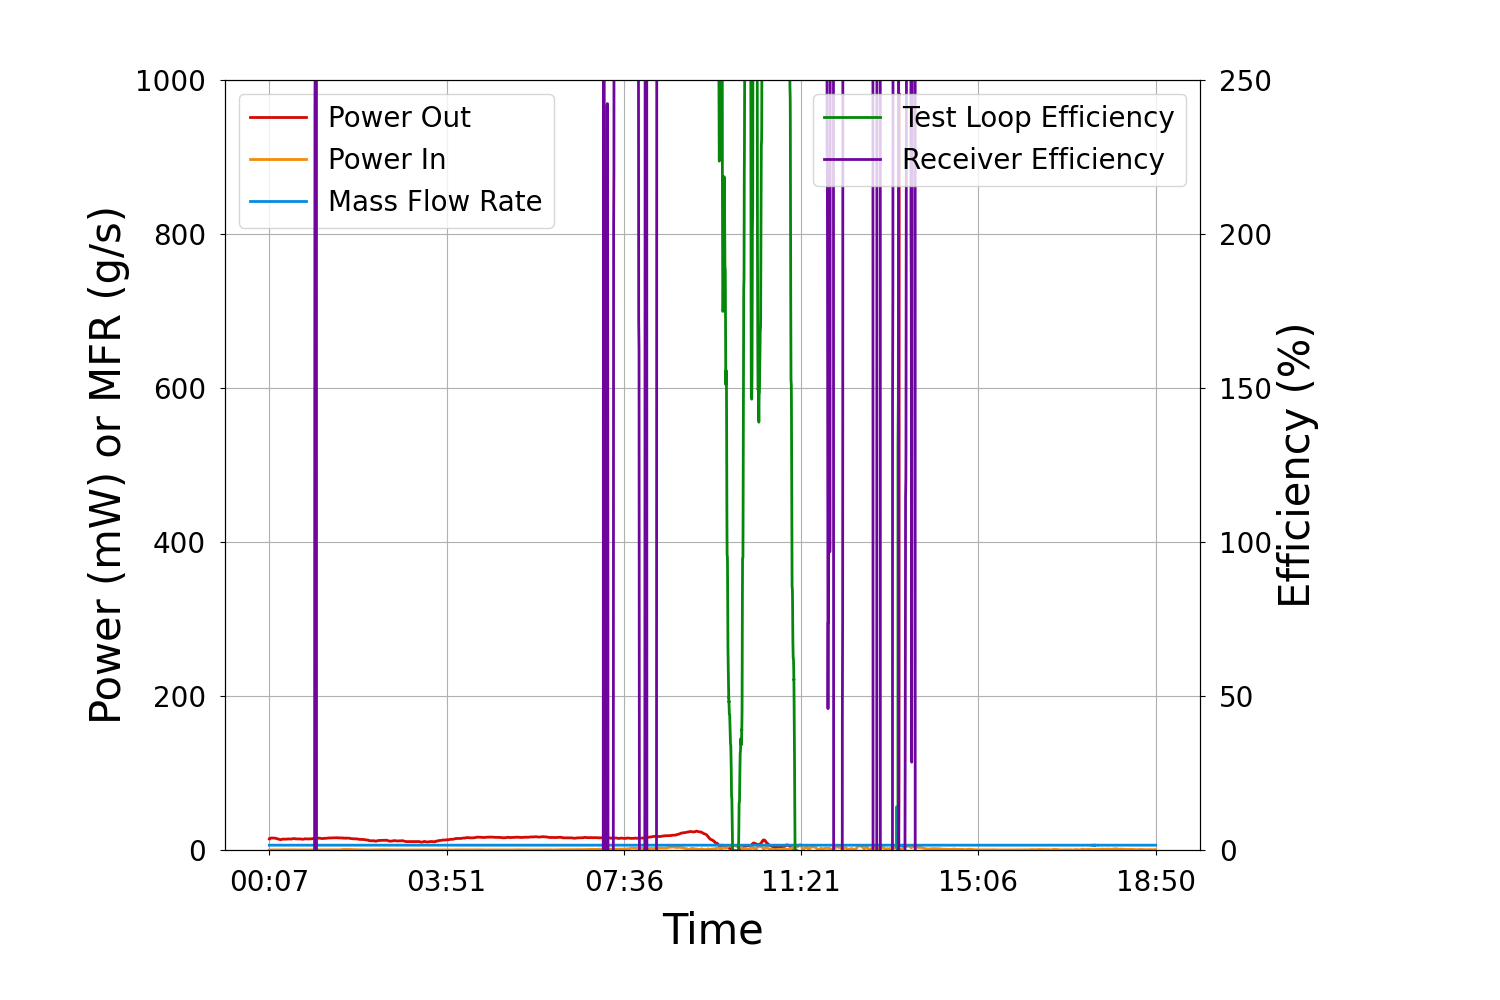 Power Out
Power In
Mass Flow Rate
Test Loop Efficiency
Receiver Efficiency
1000
800
600
400
200
0
Power (mW) or MFR (g/s)
250
200
150
100
50
0
Efficiency (%)
00:07
03:51
07:36
11:21
15:06
18:50
Time